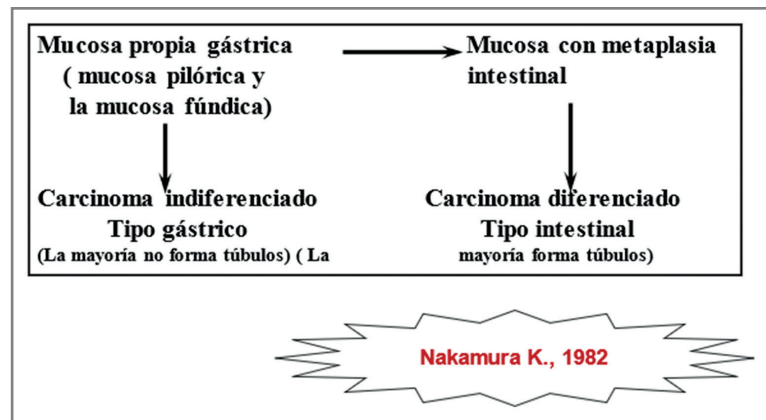 Mucosa propia gástrica
( mucosa pilórica y
la mucosa fúndica)
Mucosa con metaplasia
intestinal
Carcinoma indiferenciado
Tipo gástrico
(La mayoría no forma túbulos) ( La
Carcinoma diferenciado
Tipo intestinal
mayoría forma túbulos)
Nakamura K., 1982